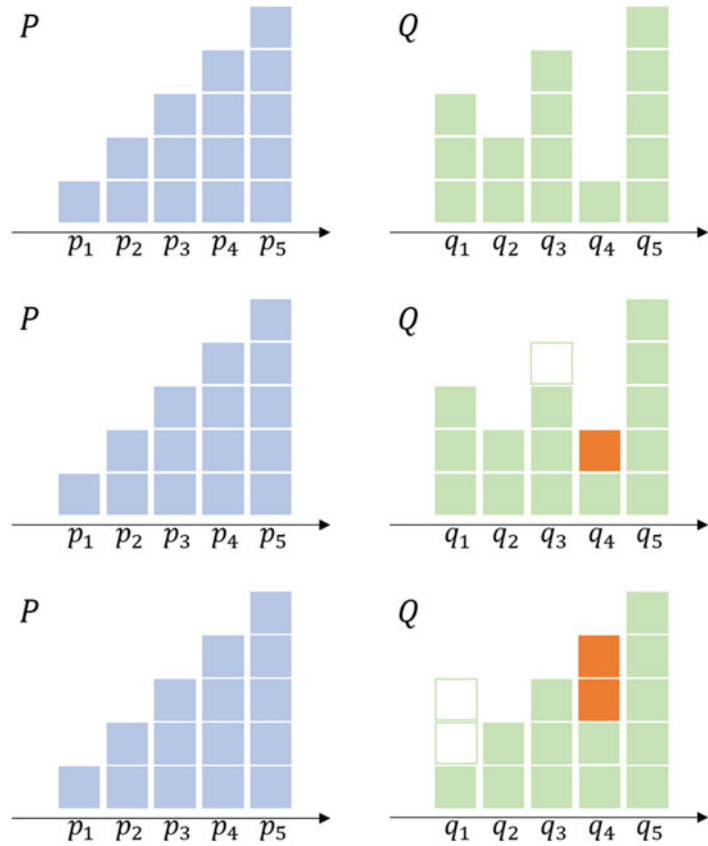 P
Q
p₁ p₂ p₃ p₄ p₅
q₁ q₂ q₃ q₄ q₅
P
Q
p₁ p₂ p₃ p₄ p₅
q₁ q₂ q₃ q₄ q₅
P
Q
p₁ p₂ p₃ p₄ p₅
q₁ q₂ q₃ q₄ q₅